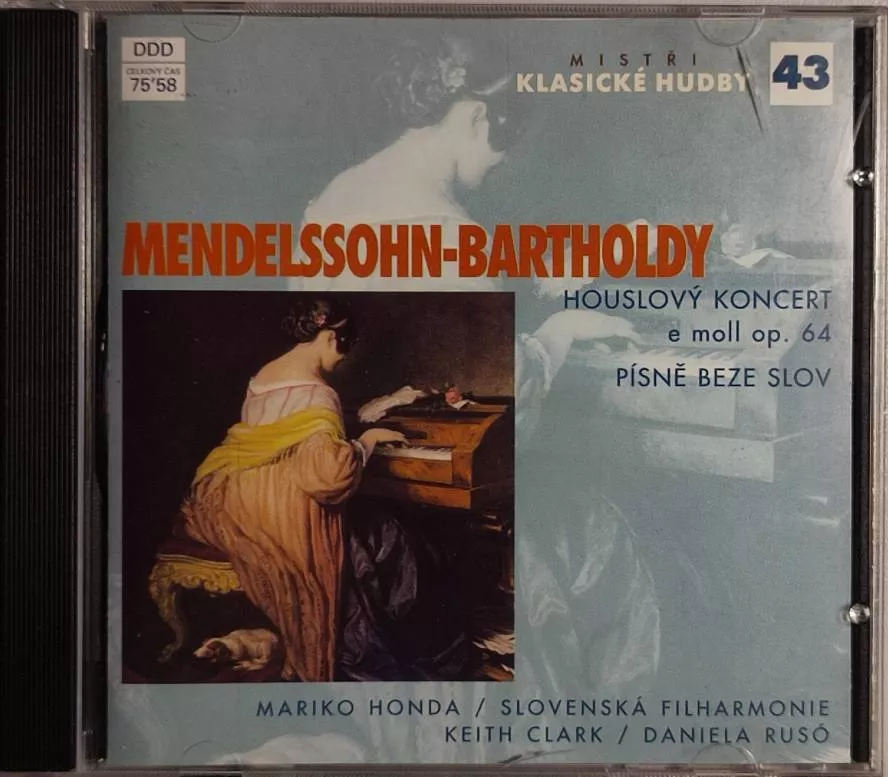 DDD
CELKOVÝ ČAS
75'58
MISTŘI
KLASICKÉ HUDBY
43
MENDELSSOHN-BARTHOLDY
HOUSLOVÝ KONCERT
e moll op. 64
PÍSNĚ BEZE SLOV
MARIKO HONDA / SLOVENSKÁ FILHARMONIE
KEITH CLARK / DANIELA RUSÓ